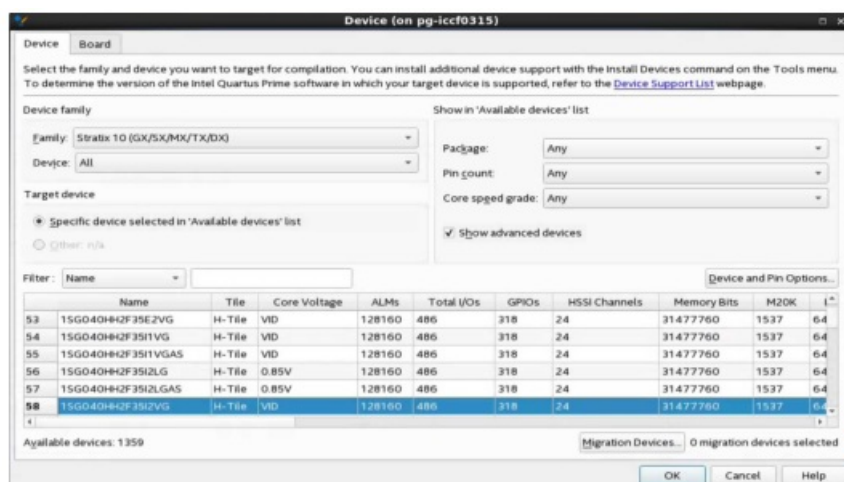 Device (on pg-iccf0315)
Device Board
Select the family and device you want to target for compilation. You can install additional device support with the Install Devices command on the Tools menu.
To determine the version of the Intel Quartus Prime software in which your target device is supported, refer to the Device Support List webpage.
Device family
Family: Stratix 10 (GX/SX/MX/TX/DX)
Device: All
Show in 'Available devices' list
Package: Any
Pin count: Any
Core speed grade: Any
Show advanced devices
Target device
Specific device selected in 'Available devices' list
Other: n/a
Filter: Name
Device and Pin Options...
Name Tile Core Voltage ALMs Total I/Os GPIOs HSSI Channels Memory Bits M20K
53 1SG040HH2F35E2VG H-Tile VID 128160 486 318 24 31477760 1537 64
54 1SG040HH2F35I1VG H-Tile VID 128160 486 318 24 31477760 1537 64
55 1SG040HH2F35I1VGAS H-Tile VID 128160 486 318 24 31477760 1537 64
56 1SG040HH2F35I2LG H-Tile 0.85V 128160 486 318 24 31477760 1537 64
57 1SG040HH2F35I2LGAS H-Tile 0.85V 128160 486 318 24 31477760 1537 64
58 1SG040HH2F35I2VG H-Tile VID 128160 486 318 24 31477760 1537 64
Available devices: 1359
Migration Devices... 0 migration devices selected
OK Cancel Help